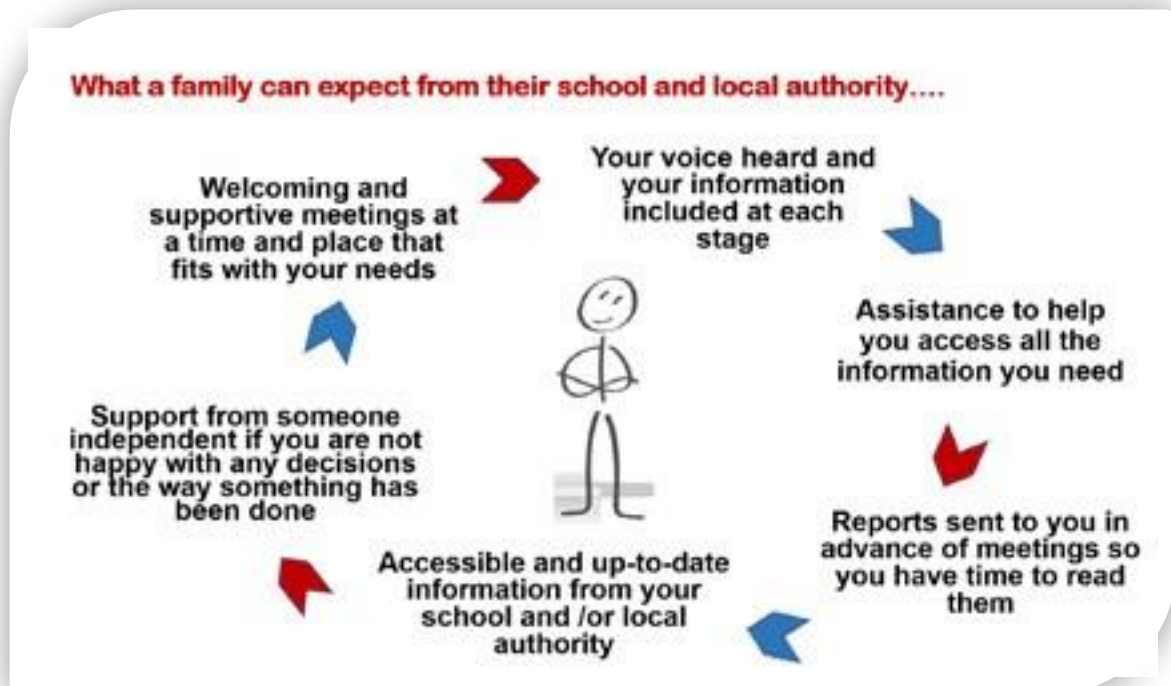 What a family can expect from their school and local authority....
Welcoming and
supportive meetings at
a time and place that
fits with your needs
Your voice heard and
your information
included at each
stage
Assistance to help
you access all the
information you need
Reports sent to you in
advance of meetings so
you have time to read
them
Accessible and up-to-date
information from your
school and /or local
authority
Support from someone
independent if you are not
happy with any decisions
or the way something has
been done